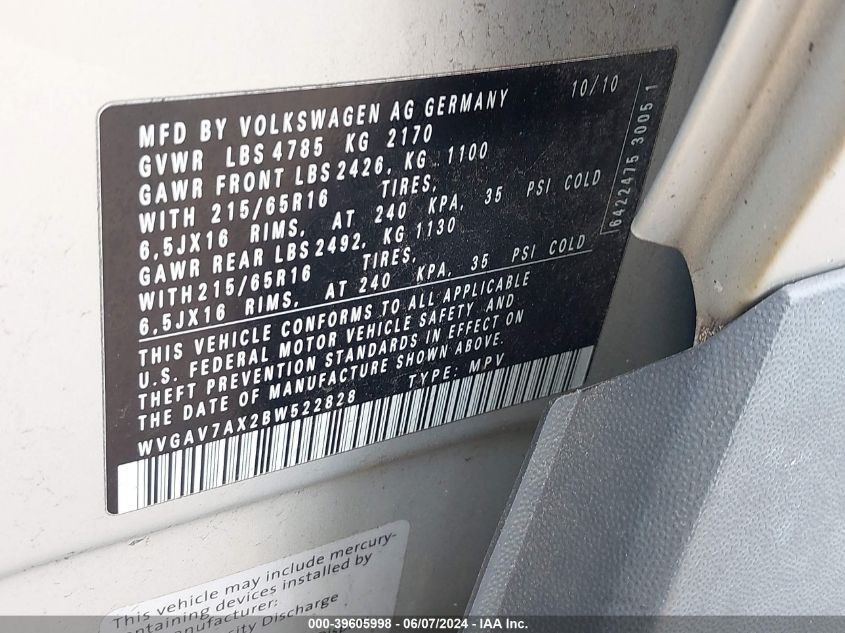 10/10
MFD BY VOLKSWAGEN AG GERMANY
GVWR LBS 4785 KG 2170
GAWR FRONT LBS 2426, KG 1100
WITH 215/65R16 TIRES,
6,5JX16 RIMS, AT 240 KPA, 35 PSI COLD
GAWR REAR LBS 2492, KG 1130
WITH 215/65R16 TIRES,
6,5JX16 RIMS, AT 240 KPA, 35 PSI COLD
THIS VEHICLE CONFORMS TO ALL APPLICABLE
U.S. FEDERAL MOTOR VEHICLE SAFETY AND
THEFT PREVENTION STANDARDS IN EFFECT ON
THE DATE OF MANUFACTURE SHOWN ABOVE.
WVGAV7AX2BW522828 TYPE: MPV
6422475 30051
This vehicle may include mercury-
containing devices installed by
manufacturer:
Discharge
000-39605998 - 06/07/2024 - IAA Inc.